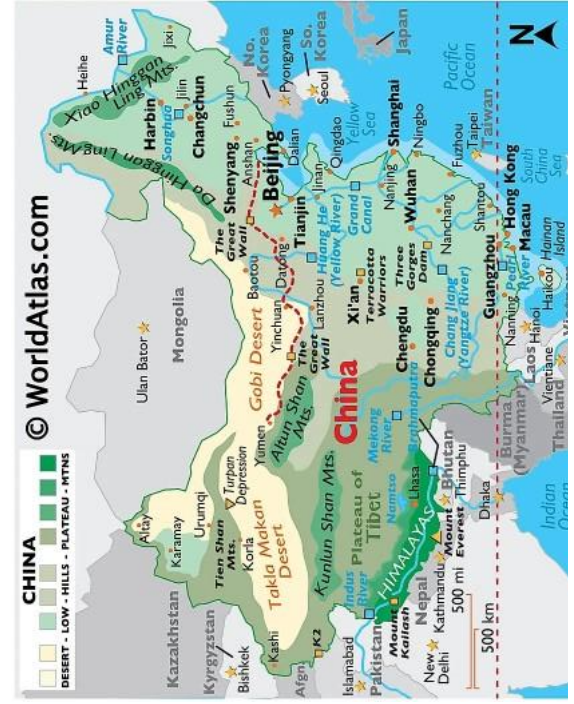 © WorldAtlas.com
CHINA
DESERT - LOW - HILLS - PLATEAU - MTNS
Kazakhstan
Kyrgyzstan
Bishkek
Kashi
Afgn.
K2
Islamabad
Pakistan
New
Delhi
Altay
Karamay
Urumqi
Turpan
Depression
Tien Shan
Mts.
Korla
Takla Makan
Desert
Kunlun Shan Mts.
Plateau of
Tibet
Indus
River
Mount
Kailash
HIMALAYAS
Nepal
Kathmandu
Mount
Everest
Namtso
Lhasa
Bhutan
Thimphu
Dhaka
500 mi
500 km
Indian
Ocean
Ulan Bator
Mongolia
Gobi Desert
Yumen
Altun Shan
Mts.
The
Great
Wall
China
Mekong
River
Brahmaputra
Burma
(Myanmar)
Laos
Vientiane
Thailand
Hanoi
Amur
River
Heihe
Jixi
Xiao Hinggan
Ling Mts.
Da Hinggan Ling Mts.
Harbin
Songhua
Jilin
Changchun
Fushun
Shenyang
Anshan
The
Great
Wall
Baotou
Datong
Yinchuan
Beijing
Tianjin
Dalian
Jinan
Qingdao
Huang He
(Yellow River)
Lanzhou
Grand
Canal
Yellow
Sea
No.
Korea
Pyongyang
So.
Korea
Seoul
Japan
Pacific
Ocean
Xi'an
Terracotta
Warriors
Nanjing
Shanghai
Ningbo
Wuhan
Three
Gorges
Dam
Chengdu
Chongqing
Chang Jiang
(Yangtze River)
Nanchang
Fuzhou
Taipei
Taiwan
Shantou
Guangzhou
Hong Kong
Macau
Pearl
River
Nanning
South
China
Sea
Hainan
Island
Haikou
N